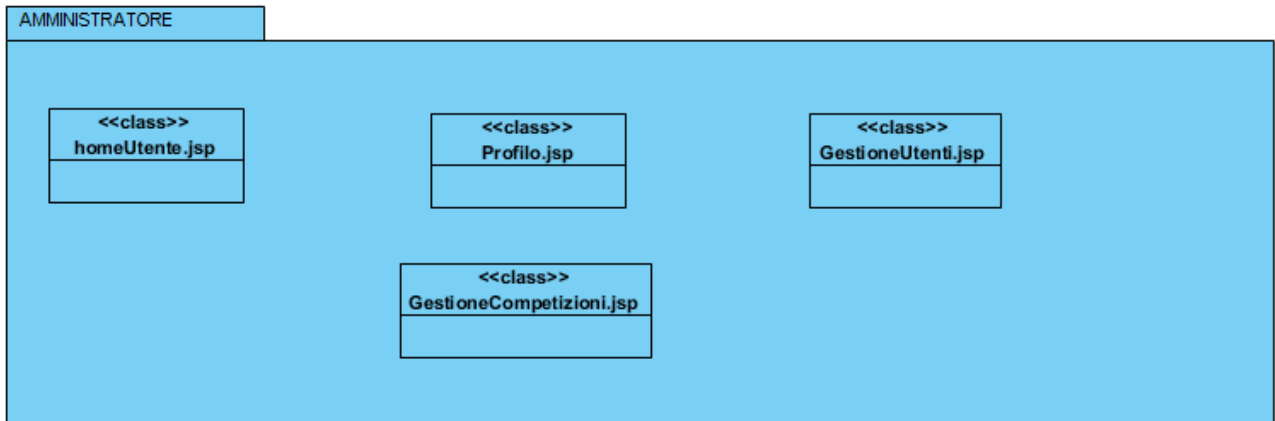 AMMINISTRATORE
<<class>>
homeUtente.jsp
<<class>>
Profilo.jsp
<<class>>
GestioneUtenti.jsp
<<class>>
GestioneCompetizioni.jsp